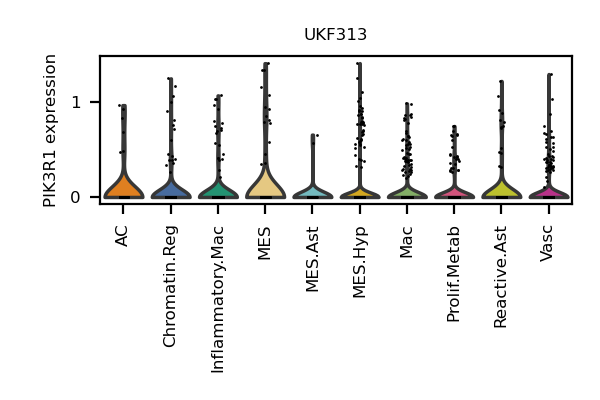 UKF313
PIK3R1 expression
1
0
AC
Chromatin.Reg
Inflammatory.Mac
MES
MES.Ast
MES.Hyp
Mac
Prolif.Metab
Reactive.Ast
Vasc